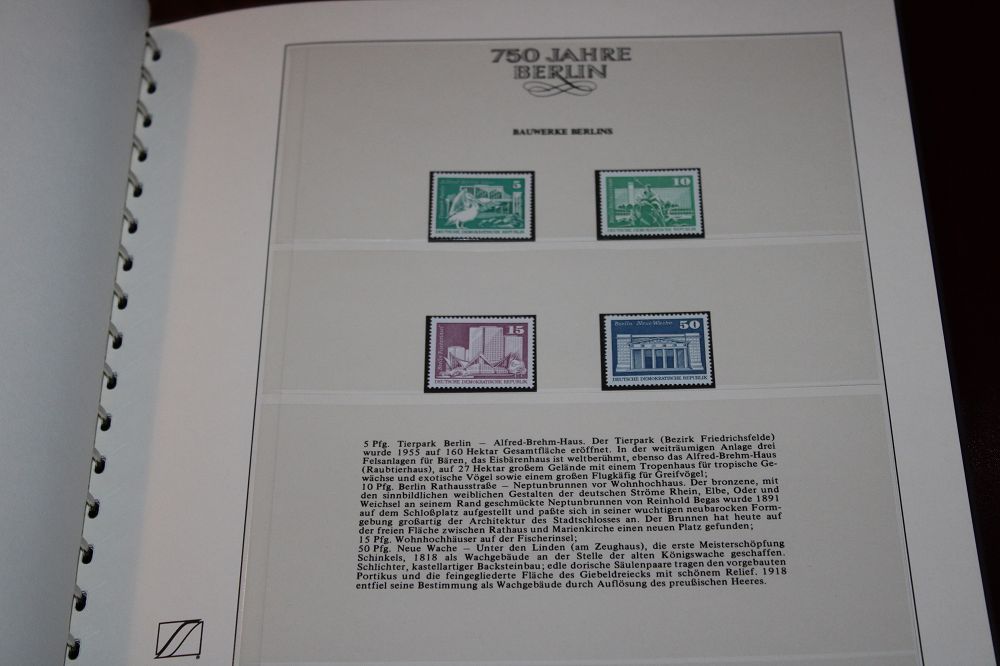 750 JAHRE
BERLIN
BAUWERKE BERLINS
5
DEUTSCHE DEMOKRATISCHE REPUBLIK
10
DEUTSCHE DEMOKRATISCHE REPUBLIK
15
Berlin Fischerinsel
DEUTSCHE DEMOKRATISCHE REPUBLIK
Berlin Neue Wache 50
DEUTSCHE DEMOKRATISCHE REPUBLIK
5 Pfg. Tierpark Berlin — Alfred-Brehm-Haus. Der Tierpark (Bezirk Friedrichsfelde)
wurde 1955 auf 160 Hektar Gesamtfläche eröffnet. In der weiträumigen Anlage drei
Felsanlagen für Bären, das Eisbärenhaus ist weltberühmt, ebenso das Alfred-Brehm-Haus
(Raubtierhaus), auf 27 Hektar großem Gelände mit einem Tropenhaus für tropische Ge-
wächse und exotische Vögel sowie einem großen Flugkäfig für Greifvögel;
10 Pfg. Berlin Rathausstraße — Neptunbrunnen vor Wohnhochhaus. Der bronzene, mit
den sinnbildlichen weiblichen Gestalten der deutschen Ströme Rhein, Elbe, Oder und
Weichsel an seinem Rand geschmückte Neptunbrunnen von Reinhold Begas wurde 1891
auf dem Schloßplatz aufgestellt und paßte sich in seiner wuchtigen neubarocken Form-
gebung großartig der Architektur des Stadtschlosses an. Der Brunnen hat heute auf
der freien Fläche zwischen Rathaus und Marienkirche einen neuen Platz gefunden;
15 Pfg. Wohnhochhäuser auf der Fischerinsel;
50 Pfg. Neue Wache — Unter den Linden (am Zeughaus), die erste Meisterschöpfung
Schinkels, 1818 als Wachgebäude an der Stelle der alten Königswache geschaffen.
Schlichter, kastellartiger Backsteinbau; edle dorische Säulenpaare tragen den vorgebauten
Portikus und die feingegliederte Fläche des Giebeldreiecks mit schönem Relief. 1918
entfiel seine Bestimmung als Wachgebäude durch Auflösung des preußischen Heeres.